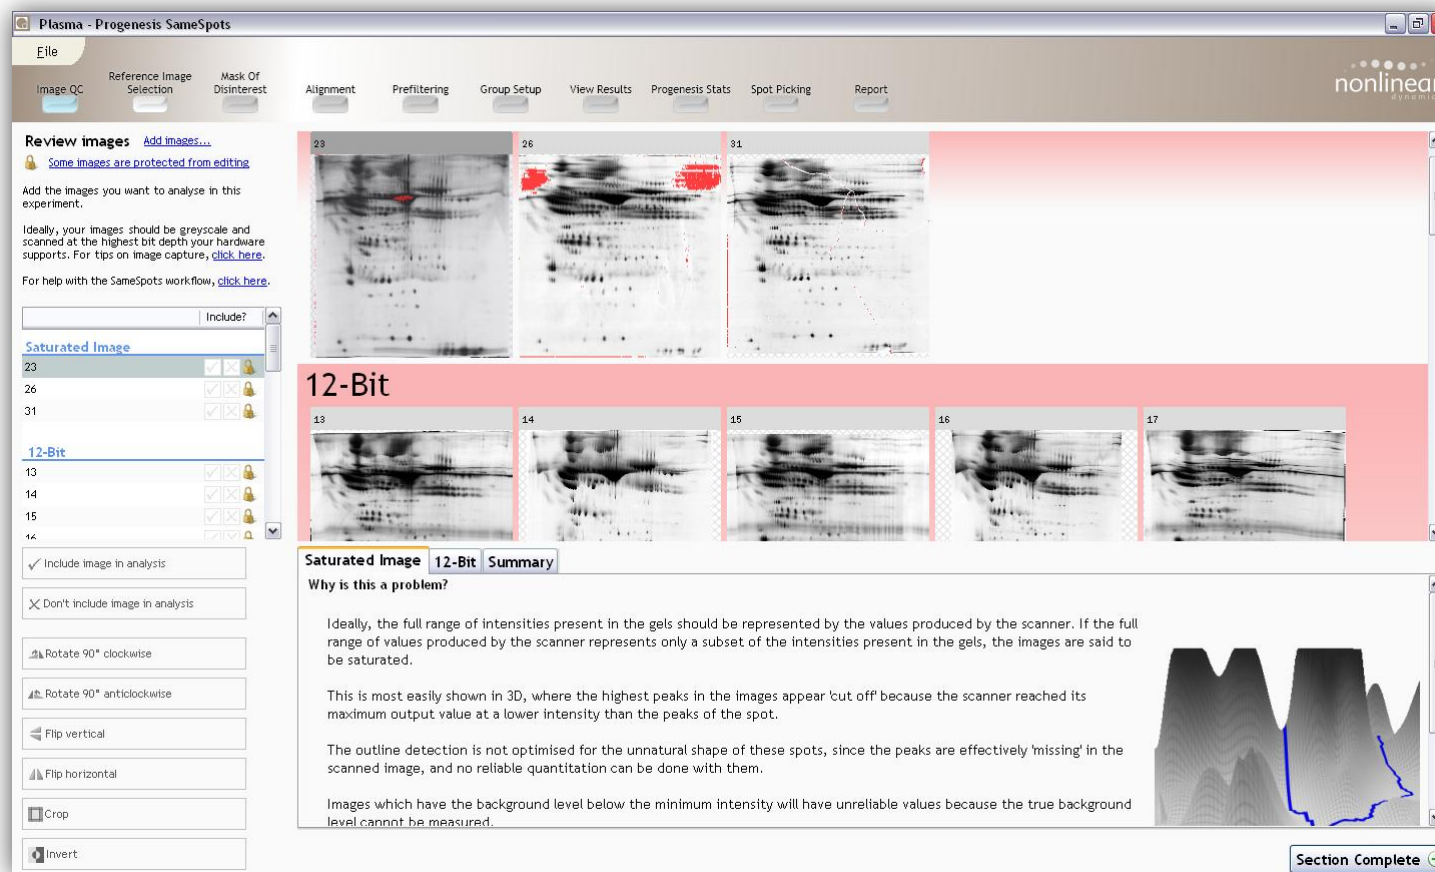 Plasma - Progenesis SameSpots
File
Image QC
Reference Image
Selection
Mask Of
Disinterest
Alignment
Prefiltering
Group Setup
View Results
Progenesis Stats
Spot Picking
Report
nonlinear
dynamic
Review images Add images...
Some images are protected from editing
Add the images you want to analyse in this
experiment.
Ideally, your images should be greyscale and
scanned at the highest bit depth your hardware
supports. For tips on image capture, click here.
For help with the SameSpots workflow, click here.
Include?
Saturated Image
23
26
31
12-Bit
13
14
15
16
Include image in analysis
Don't include image in analysis
Rotate 90° clockwise
Rotate 90° anticlockwise
Flip vertical
Flip horizontal
Crop
Invert
23
26
31
12-Bit
13
14
15
16
17
Saturated Image 12-Bit Summary
Why is this a problem?
Ideally, the full range of intensities present in the gels should be represented by the values produced by the scanner. If the full
range of values produced by the scanner represents only a subset of the intensities present in the gels, the images are said to
be saturated.
This is most easily shown in 3D, where the highest peaks in the images appear 'cut off' because the scanner reached its
maximum output value at a lower intensity than the peaks of the spot.
The outline detection is not optimised for the unnatural shape of these spots, since the peaks are effectively 'missing' in the
scanned image, and no reliable quantitation can be done with them.
Images which have the background level below the minimum intensity will have unreliable values because the true background
level cannot be measured.
Section Complete